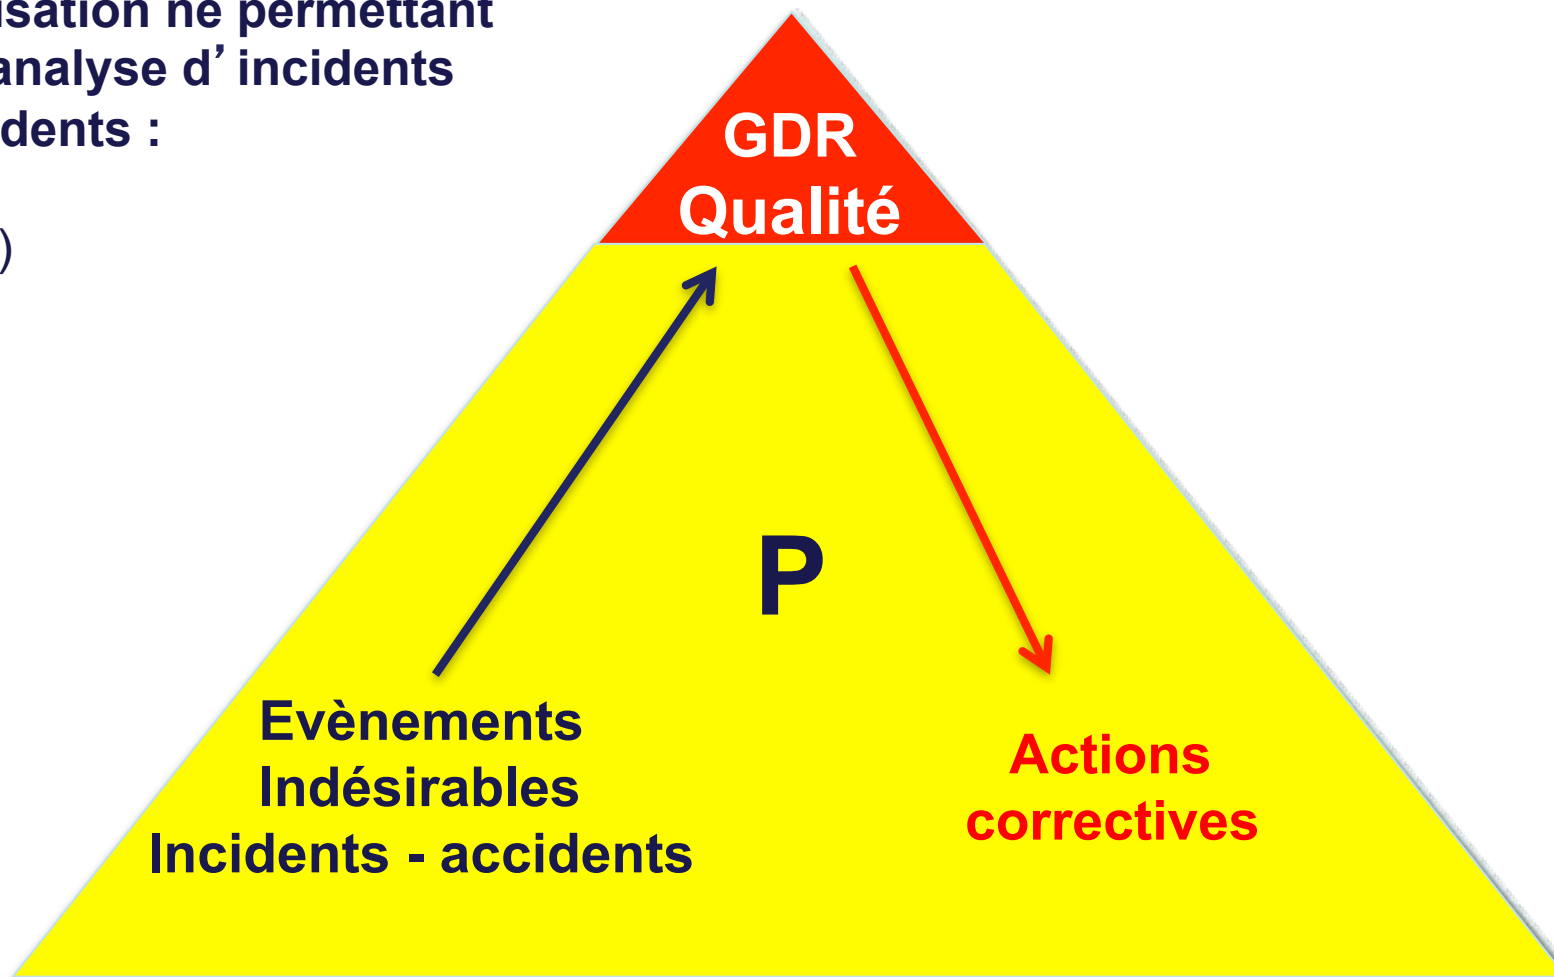 isation ne permettant
analyse d’ incidents
dents :
)
GDR
Qualité
P
Evènements
Indésirables
Incidents - accidents
Actions
correctives